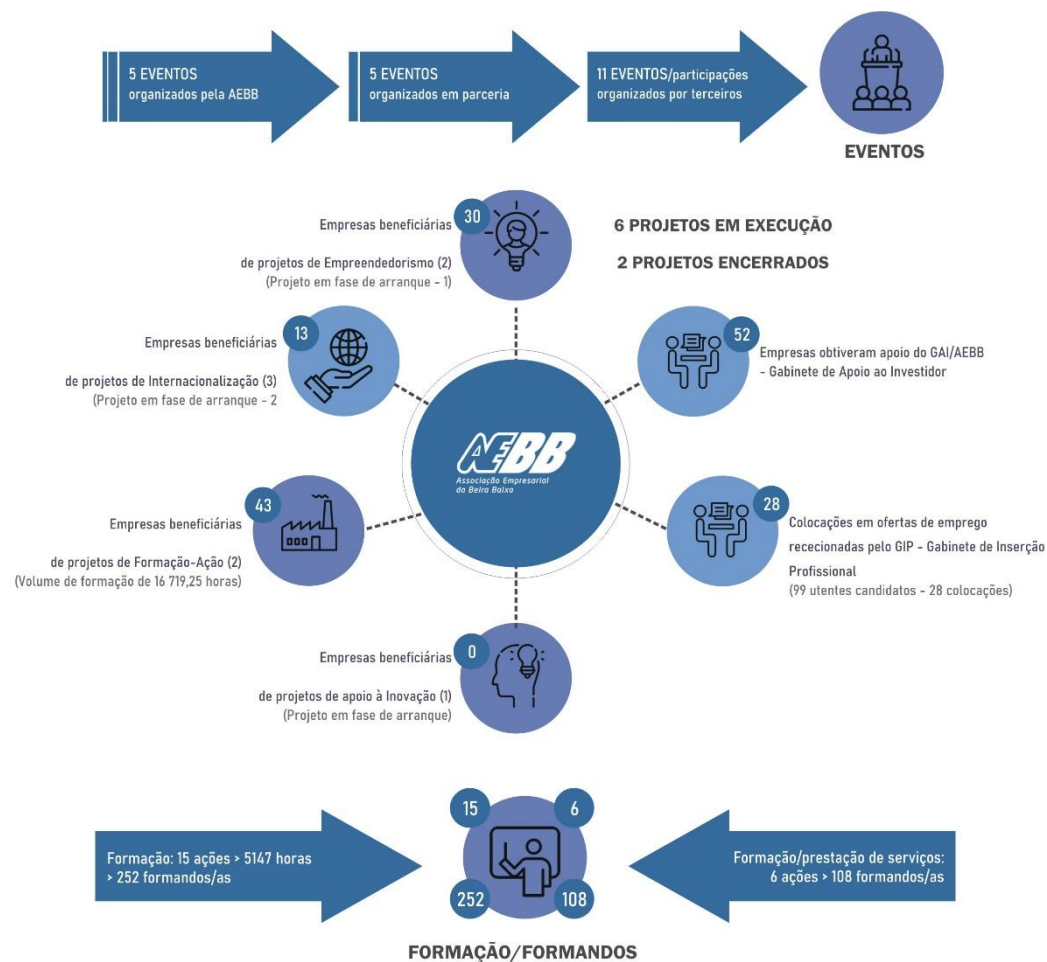 5 EVENTOS
organizados pela AEBB
5 EVENTOS
organizados em parceria
11 EVENTOS/participações
organizados por terceiros
EVENTOS
30
Empresas beneficiárias
de projetos de Empreendedorismo (2)
(Projeto em fase de arranque - 1)
6 PROJETOS EM EXECUÇÃO
2 PROJETOS ENCERRADOS
13
Empresas beneficiárias
de projetos de Internacionalização (3)
(Projeto em fase de arranque - 2
52
Empresas obtiveram apoio do GAI/AEBB
- Gabinete de Apoio ao Investidor
AEBB
Associação Empresarial
da Beira Baixa
43
Empresas beneficiárias
de projetos de Formação-Ação (2)
(Volume de formação de 16 719,25 horas)
28
Colocações em ofertas de emprego
rececionadas pelo GIP - Gabinete de Inserção
Profissional
(99 utentes candidatos - 28 colocações)
0
Empresas beneficiárias
de projetos de apoio à Inovação (1)
(Projeto em fase de arranque)
Formação: 15 ações > 5147 horas
> 252 formandos/as
15
6
252
108
Formação/prestação de serviços:
6 ações > 108 formandos/as
FORMAÇÃO/FORMANDOS